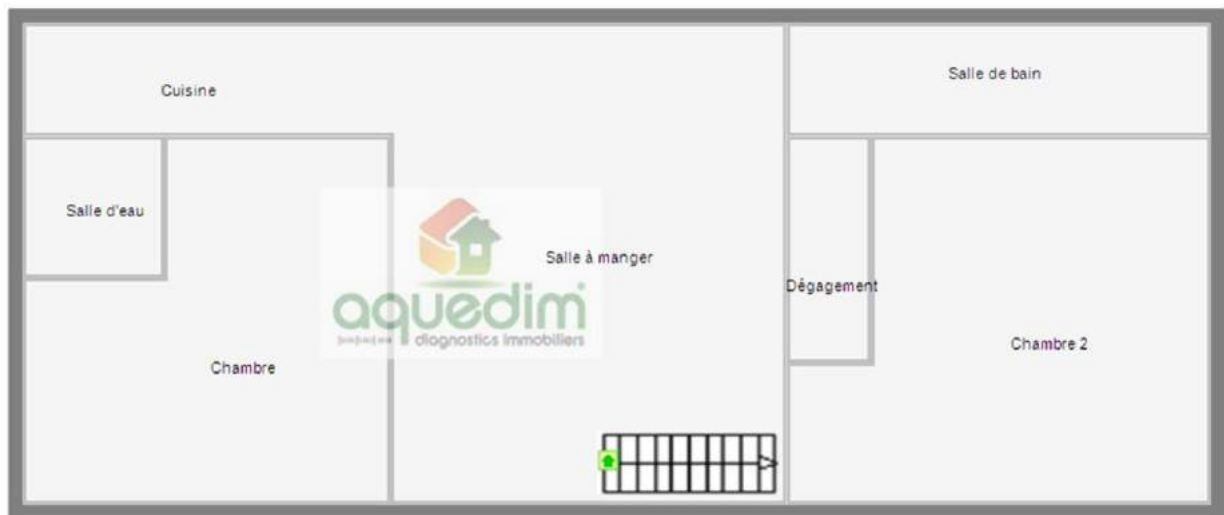 Salle de bain
Cuisine
Salle d'eau
Salle à manger
Dégagement
aquedim
diagnostics immobiliers
Chambre 2
Chambre